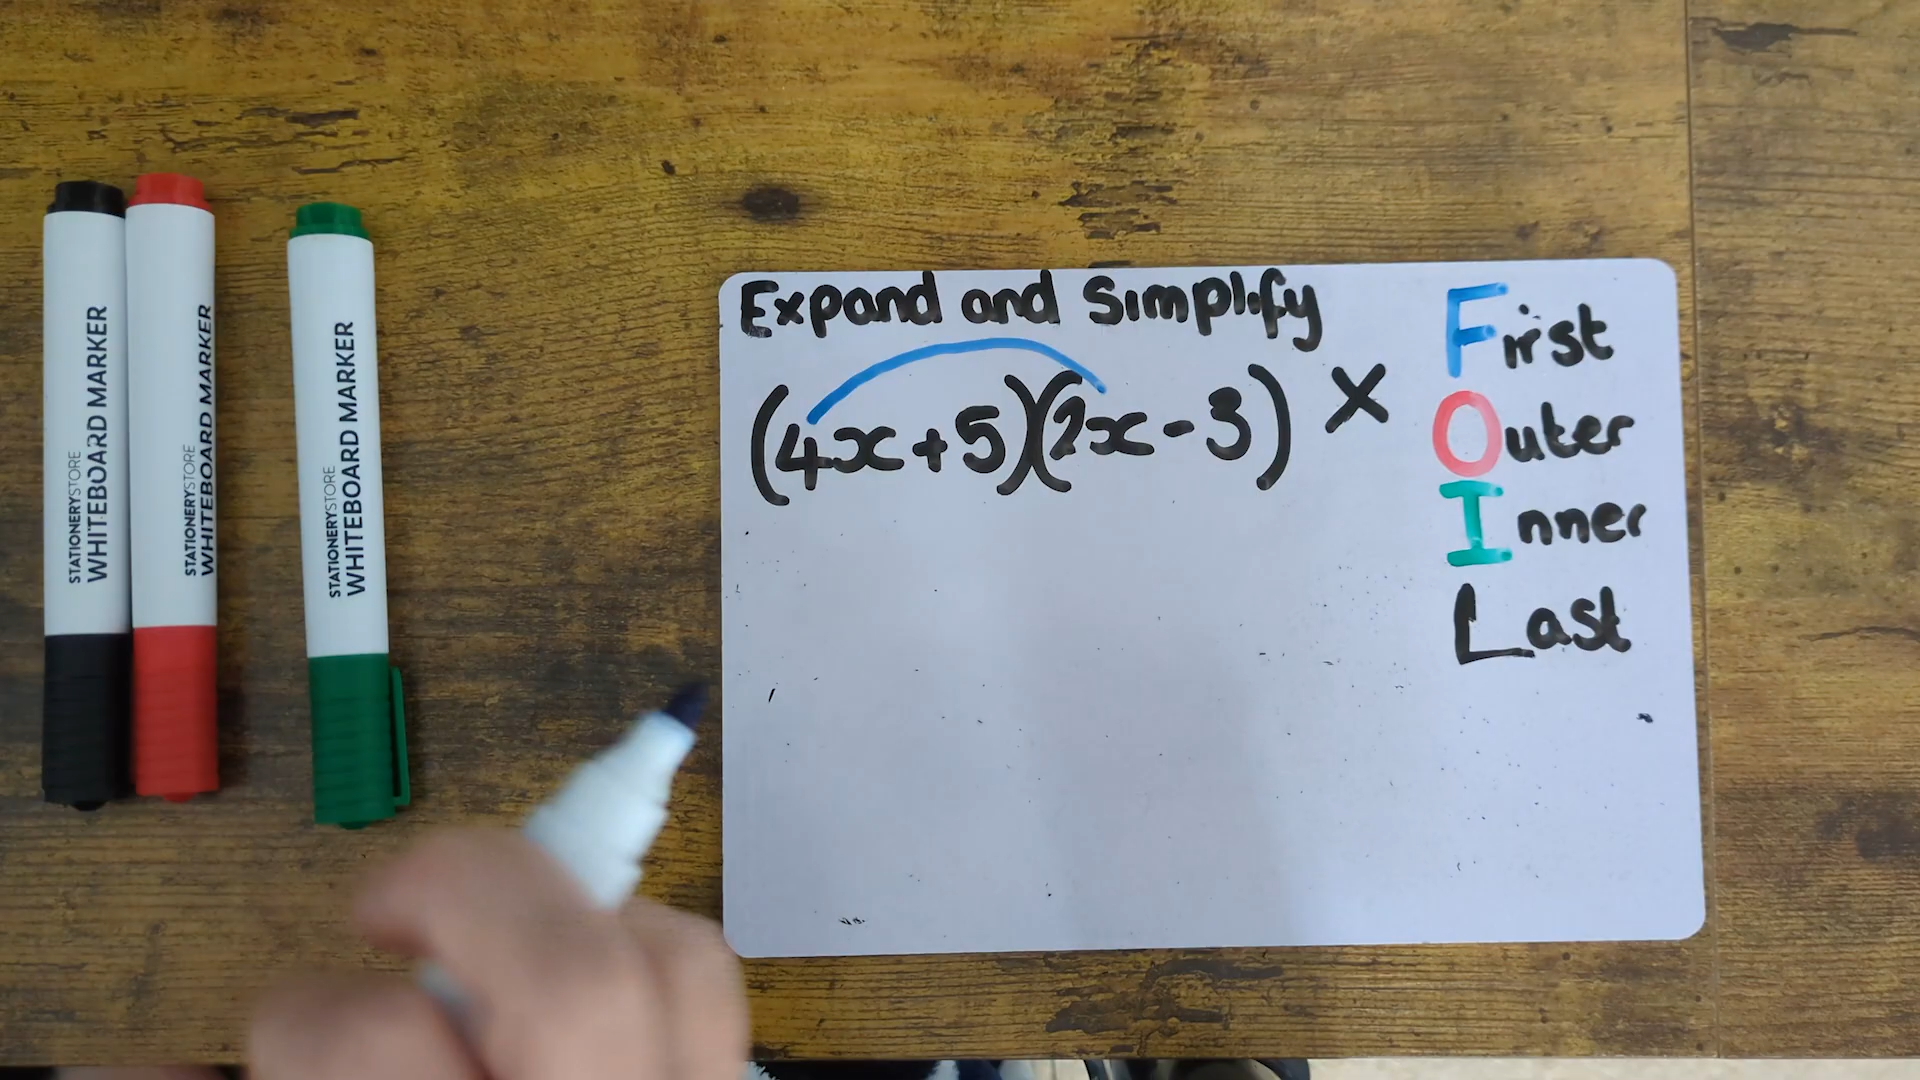 STATIONERYSTORE
WHITEBOARD MARKER
STATIONERYSTORE
WHITEBOARD MARKER
STATIONERYSTORE
WHITEBOARD MARKER
Expand and Simplify
(4x+5)(2x-3) ×
First
Outer
Inner
Last